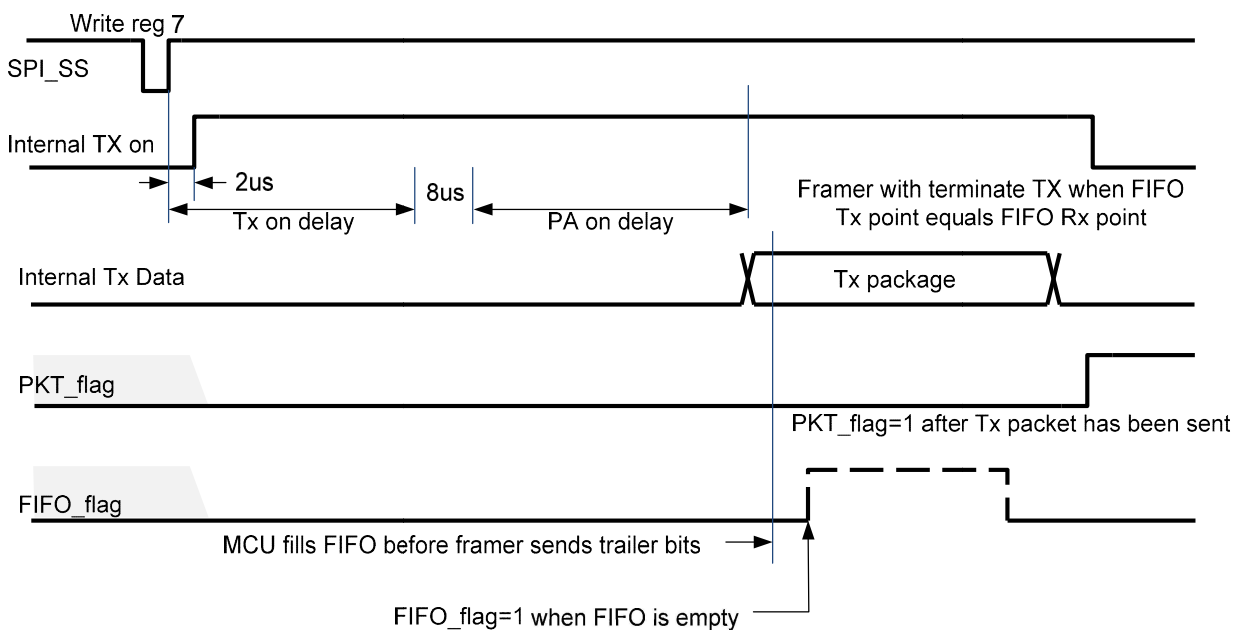 Write reg 7
SPI_SS
Internal TX on
2us
8us
Tx on delay
PA on delay
Framer with terminate TX when FIFO
Tx point equals FIFO Rx point
Internal Tx Data
Tx package
PKT_flag
PKT_flag=1 after Tx packet has been sent
FIFO_flag
MCU fills FIFO before framer sends trailer bits
FIFO_flag=1 when FIFO is empty